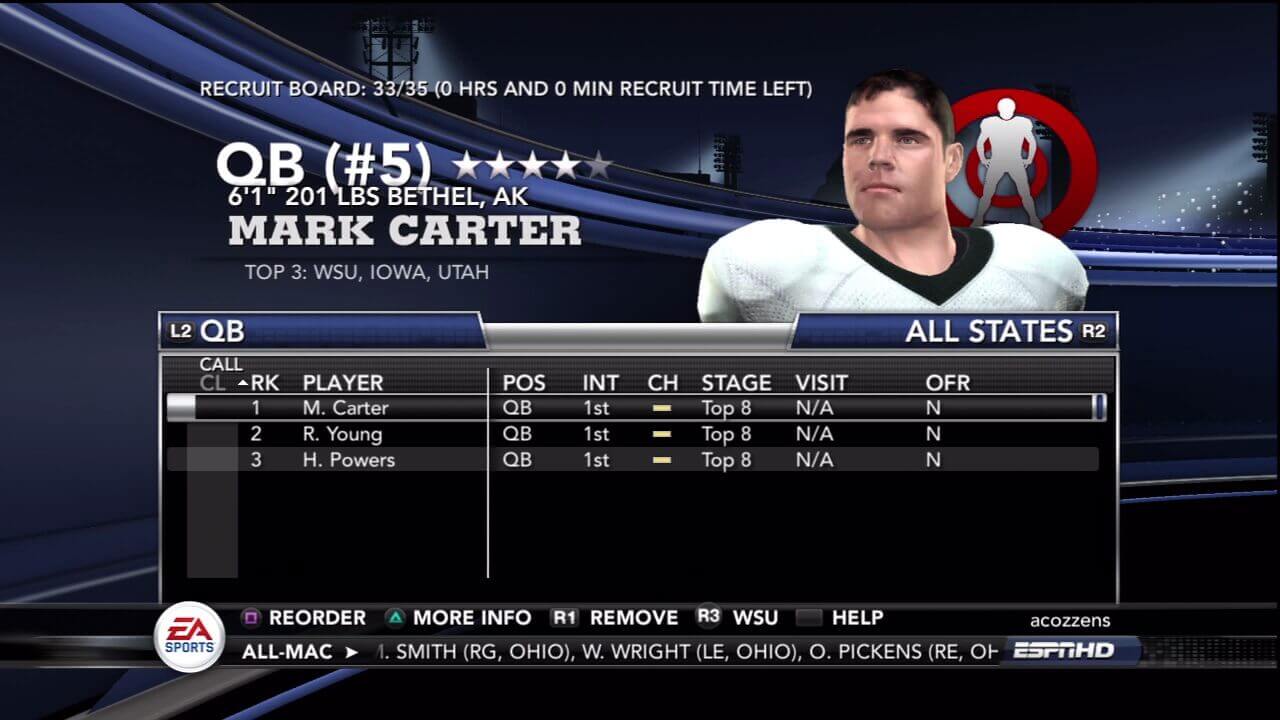 RECRUIT BOARD: 33/35 (0 HRS AND 0 MIN RECRUIT TIME LEFT)
QB (#5)
6'1" 201 LBS BETHEL, AK
MARK CARTER
TOP 3: WSU, IOWA, UTAH
L2 QB ALL STATES R2
CALL
CL RK PLAYER POS INT CH STAGE VISIT OFR
1 M. Carter QB 1st Top 8 N/A N
2 R. Young QB 1st Top 8 N/A N
3 H. Powers QB 1st Top 8 N/A N
REORDER MORE INFO R1 REMOVE R3 WSU HELP acozzens
EA SPORTS
ALL-MAC . SMITH (RG, OHIO), W. WRIGHT (LE, OHIO), O. PICKENS (RE, OH ESPN HD